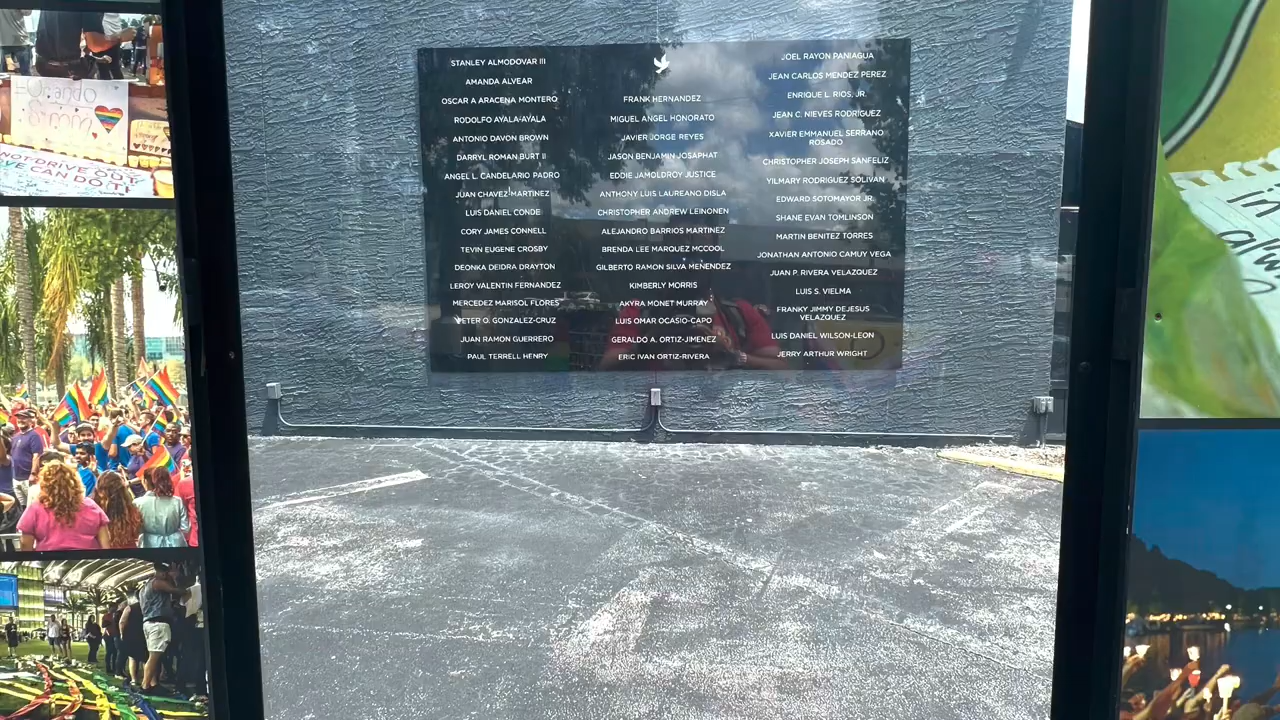 STANLEY ALMODOVAR III
AMANDA ALVEAR
OSCAR A ARACENA MONTERO
RODOLFO AYALA-AYALA
ANTONIO DAVON BROWN
DARRYL ROMAN BURT II
ANGEL L. CANDELARIO PADRO
JUAN CHAVEZ-MARTINEZ
LUIS DANIEL CONDE
CORY JAMES CONNELL
TEVIN EUGENE CROSBY
DEONKA DEIDRA DRAYTON
LEROY VALENTIN FERNANDEZ
MERCEDEZ MARISOL FLORES
PETER O. GONZALEZ-CRUZ
JUAN RAMON GUERRERO
PAUL TERRELL HENRY
FRANK HERNANDEZ
MIGUEL ANGEL HONORATO
JAVIER JORGE REYES
JASON BENJAMIN JOSAPHAT
EDDIE JAMOLDROY JUSTICE
ANTHONY LUIS LAUREANO DISLA
CHRISTOPHER ANDREW LEINONEN
ALEJANDRO BARRIOS MARTINEZ
BRENDA LEE MARQUEZ MCCOOL
GILBERTO RAMON SILVA MENENDEZ
KIMBERLY MORRIS
AKYRA MONET MURRAY
LUIS OMAR OCASIO-CAPO
GERALDO A. ORTIZ-JIMENEZ
ERIC IVAN ORTIZ-RIVERA
JOEL RAYON PANIAGUA
JEAN CARLOS MENDEZ PEREZ
ENRIQUE L. RIOS, JR.
JEAN C. NIEVES RODRIGUEZ
XAVIER EMMANUEL SERRANO
ROSADO
CHRISTOPHER JOSEPH SANFELIZ
YILMARY RODRIGUEZ SOLIVAN
EDWARD SOTOMAYOR JR.
SHANE EVAN TOMLINSON
MARTIN BENITEZ TORRES
JONATHAN ANTONIO CAMUY VEGA
JUAN P. RIVERA VELAZQUEZ
LUIS S. VIELMA
FRANKY JIMMY DEJESUS
VELAZQUEZ
LUIS DANIEL WILSON-LEON
JERRY ARTHUR WRIGHT